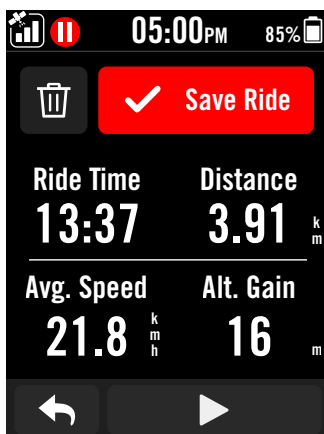 05:00PM 85%
Save Ride
Ride Time Distance
13:37 3.91 km
Avg. Speed Alt. Gain
21.8 kmh 16 m